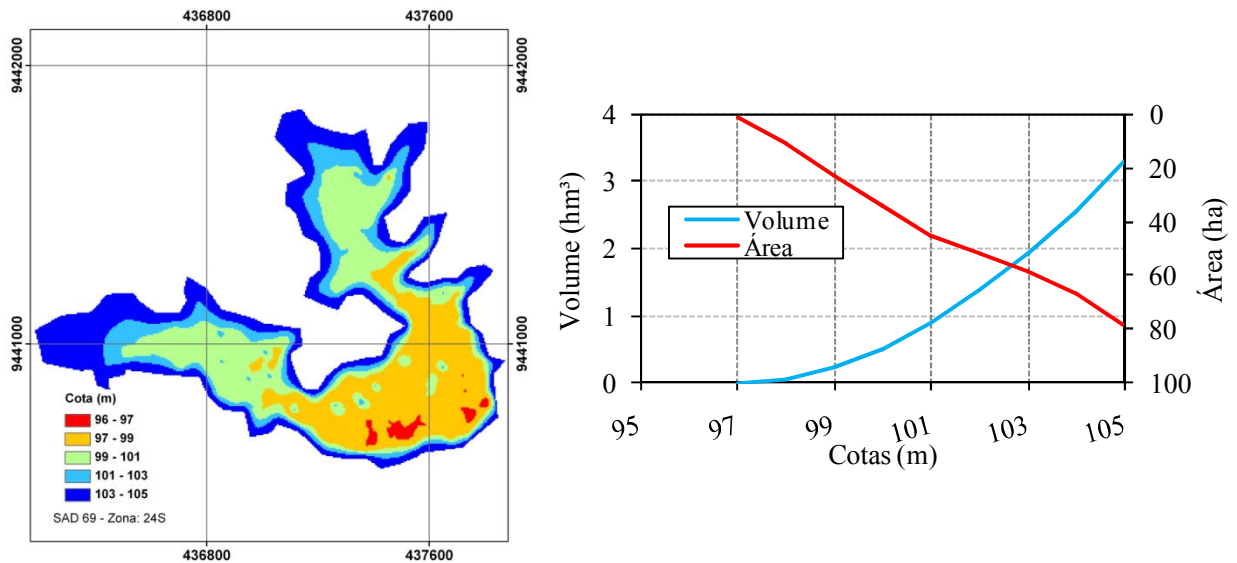 436800 437600
9442000 9442000
9441000 9441000
Cota (m)
96 - 97
97 - 99
99 - 101
101 - 103
103 - 105
SAD 69 - Zona: 24S
436800 437600
Volume (hm³)
4
3
2
1
0
Volume
Área
0
20
40
60
80
100
Área (ha)
95 97 99 101 103 105
Cotas (m)